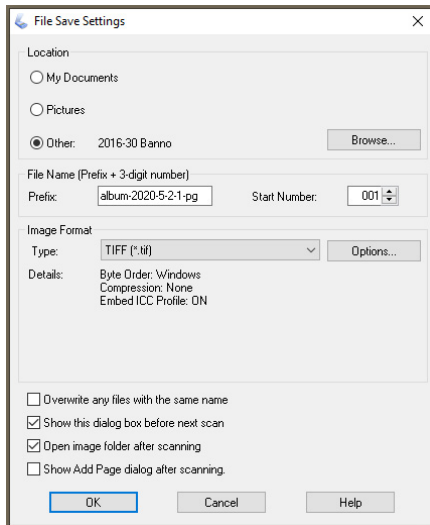 File Save Settings
Location
My Documents
Pictures
Other: 2016-30 Banno
Browse...
File Name (Prefix + 3-digit number)
Prefix: album-2020-5-2-1-pg Start Number: 001
Image Format
Type: TIFF (*.tif) Options...
Details: Byte Order: Windows
Compression: None
Embed ICC Profile: ON
Overwrite any files with the same name
Show this dialog box before next scan
Open image folder after scanning
Show Add Page dialog after scanning.
OK Cancel Help